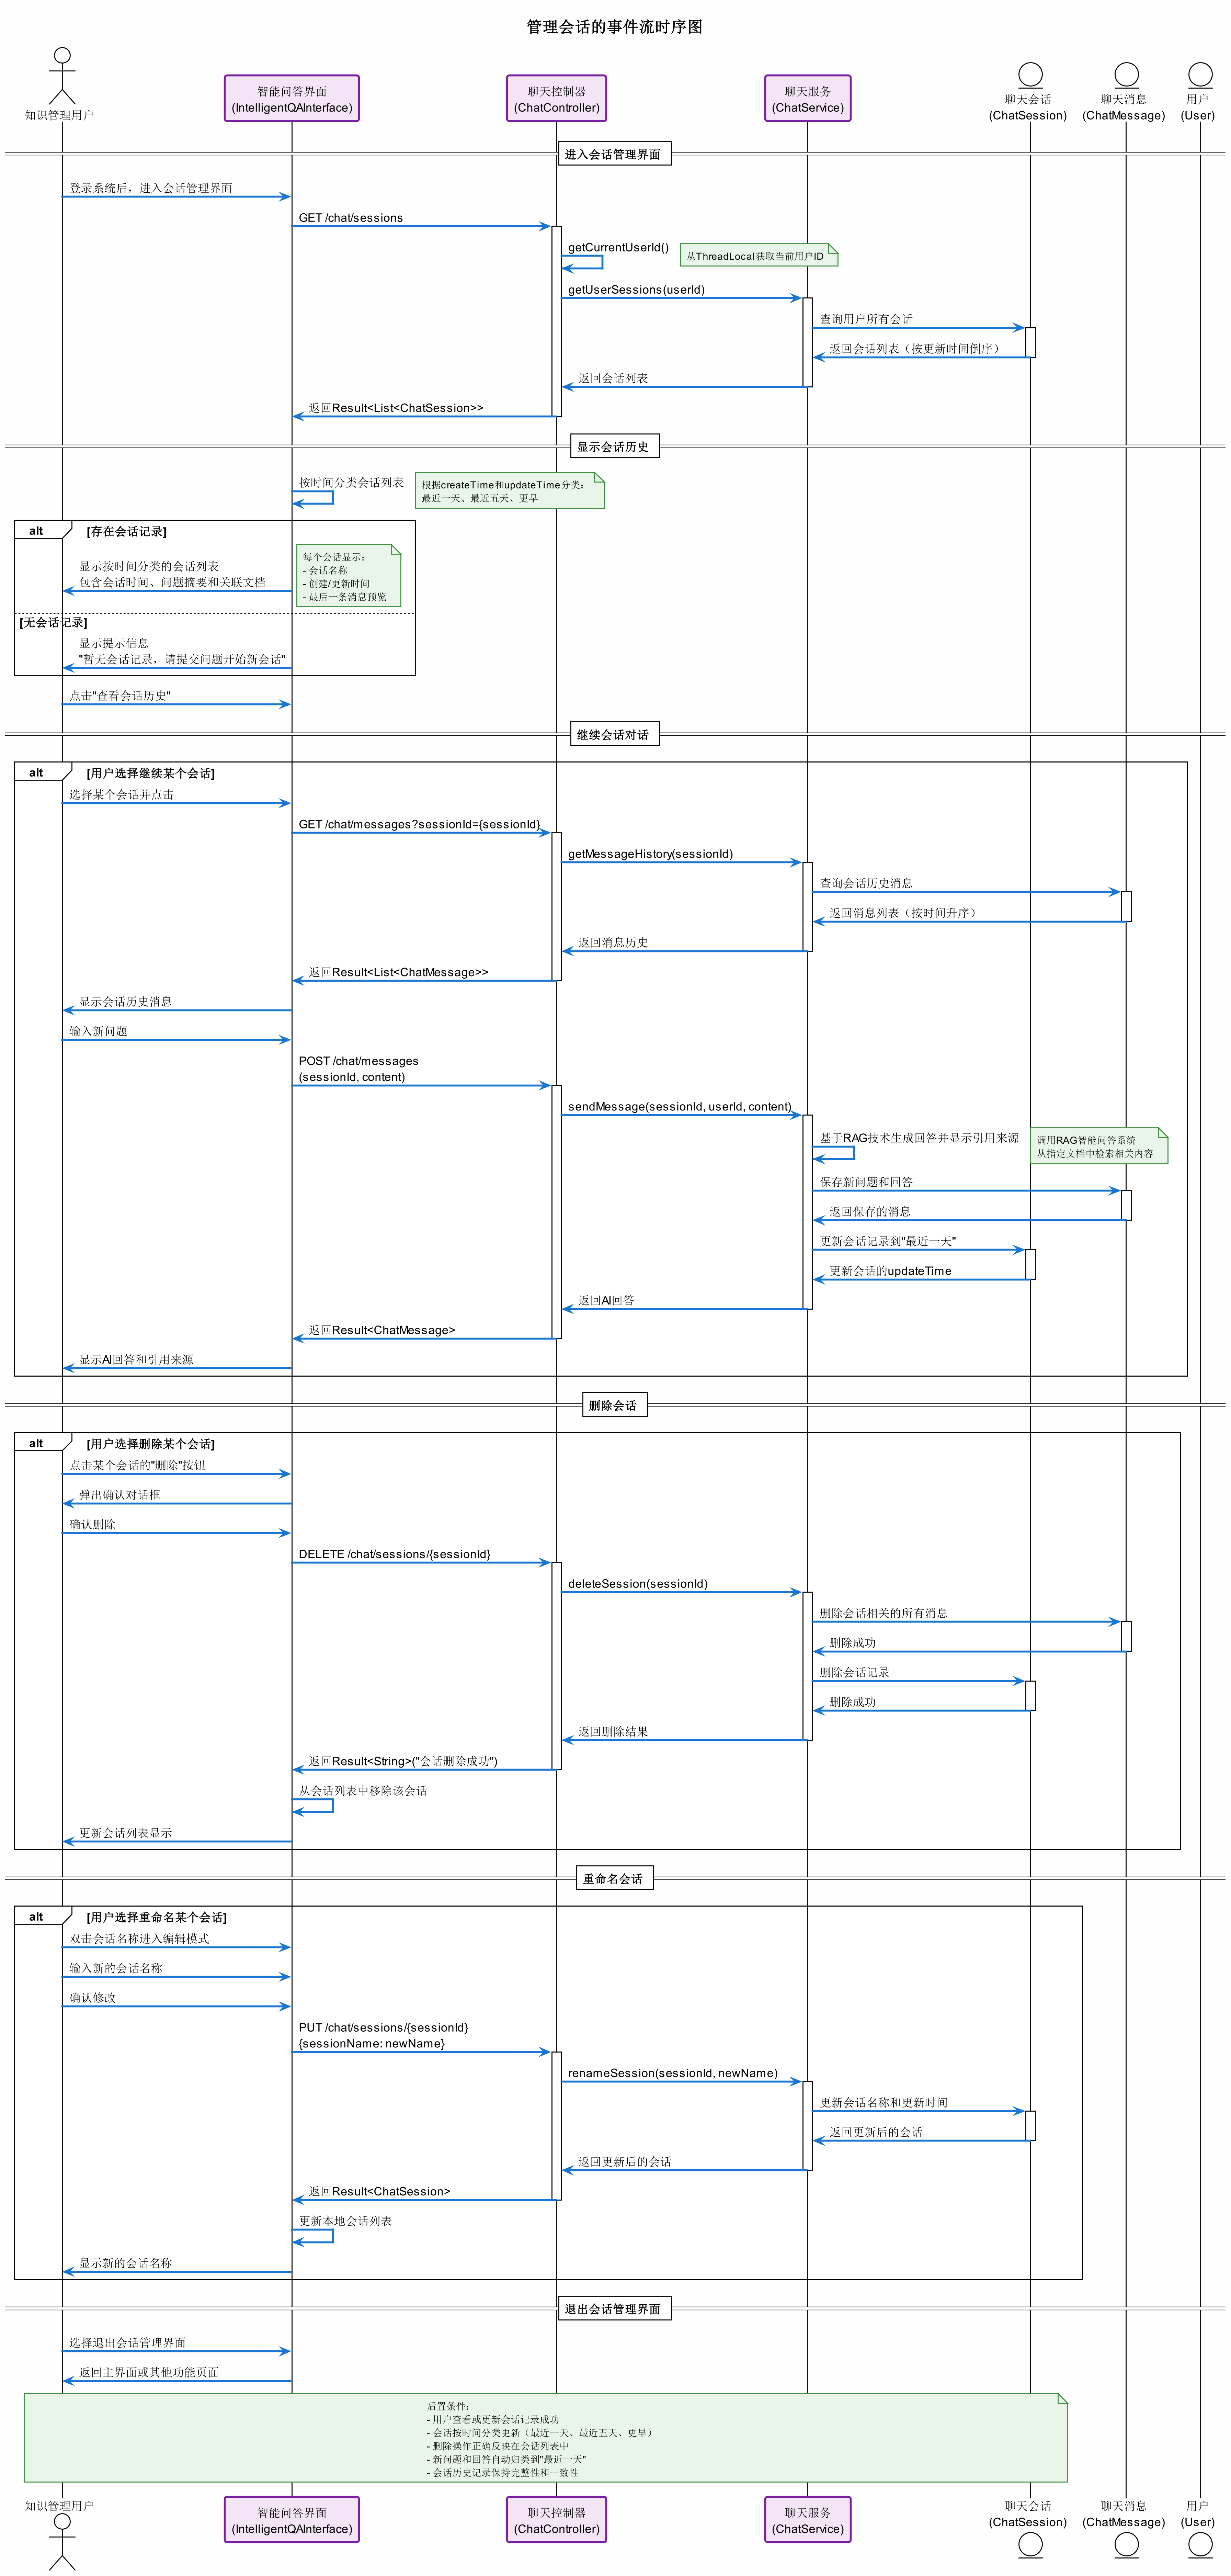 管理会话的事件流时序图
知识管理用户
智能问答界面
(IntelligentQAInterface)
聊天控制器
(ChatController)
聊天服务
(ChatService)
聊天会话
(ChatSession)
聊天消息
(ChatMessage)
用户
(User)
进入会话管理界面
登录系统后，进入会话管理界面
GET /chat/sessions
getCurrentUserId()
从ThreadLocal获取当前用户ID
getUserSessions(userId)
查询用户所有会话
返回会话列表（按更新时间倒序）
返回会话列表
返回Result<List<ChatSession>>
显示会话历史
按时间分类会话列表
根据createTime和updateTime分类：
最近一天、最近五天、更早
alt
[存在会话记录]
显示按时间分类的会话列表
包含会话时间、问题摘要和关联文档
每个会话显示：
- 会话名称
- 创建/更新时间
- 最后一条消息预览
[无会话记录]
显示提示信息
"暂无会话记录，请提交问题开始新会话"
点击"查看会话历史"
继续会话对话
alt
[用户选择继续某个会话]
选择某个会话并点击
GET /chat/messages?sessionId={sessionId}
getMessageHistory(sessionId)
查询会话历史消息
返回消息列表（按时间升序）
返回消息历史
返回Result<List<ChatMessage>>
显示会话历史消息
输入新问题
POST /chat/messages
(sessionId, content)
sendMessage(sessionId, userId, content)
基于RAG技术生成回答并显示引用来源
调用RAG智能问答系统
从指定文档中检索相关内容
保存新问题和回答
返回保存的消息
更新会话记录到"最近一天"
更新会话的updateTime
返回AI回答
返回Result<ChatMessage>
显示AI回答和引用来源
删除会话
alt
[用户选择删除某个会话]
点击某个会话的"删除"按钮
弹出确认对话框
确认删除
DELETE /chat/sessions/{sessionId}
deleteSession(sessionId)
删除会话相关的所有消息
删除成功
删除会话记录
删除成功
返回删除结果
返回Result<String>("会话删除成功")
从会话列表中移除该会话
更新会话列表显示
重命名会话
alt
[用户选择重命名某个会话]
双击会话名称进入编辑模式
输入新的会话名称
确认修改
PUT /chat/sessions/{sessionId}
{sessionName: newName}
renameSession(sessionId, newName)
更新会话名称和更新时间
返回更新后的会话
返回更新后的会话
返回Result<ChatSession>
更新本地会话列表
显示新的会话名称
退出会话管理界面
选择退出会话管理界面
返回主界面或其他功能页面
后置条件：
- 用户查看或更新会话记录成功
- 会话按时间分类更新（最近一天、最近五天、更早）
- 删除操作正确反映在会话列表中
- 新问题和回答自动归类到"最近一天"
- 会话历史记录保持完整性和一致性
知识管理用户
智能问答界面
(IntelligentQAInterface)
聊天控制器
(ChatController)
聊天服务
(ChatService)
聊天会话
(ChatSession)
聊天消息
(ChatMessage)
用户
(User)